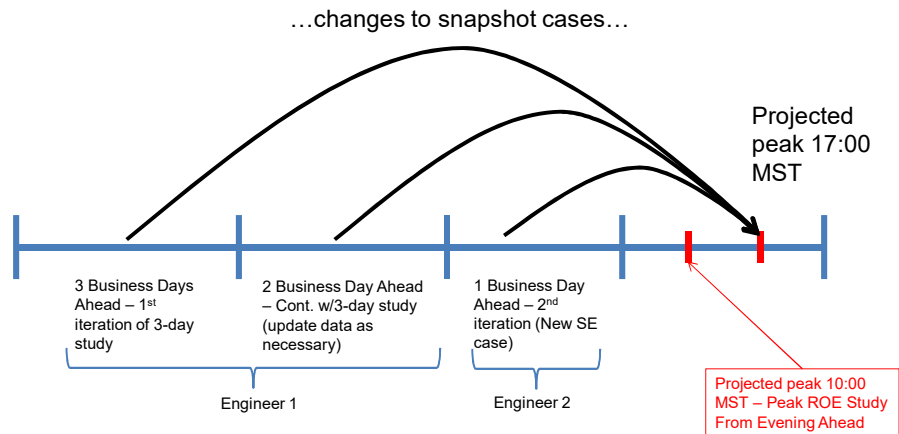 …changes to snapshot cases…
Projected
peak 17:00
MST
3 Business Days
Ahead – 1st
iteration of 3-day
study
2 Business Day Ahead
– Cont. w/3-day study
(update data as
necessary)
1 Business Day
Ahead – 2nd
iteration (New SE
case)
Engineer 1
Engineer 2
Projected peak 10:00
MST – Peak ROE Study
From Evening Ahead